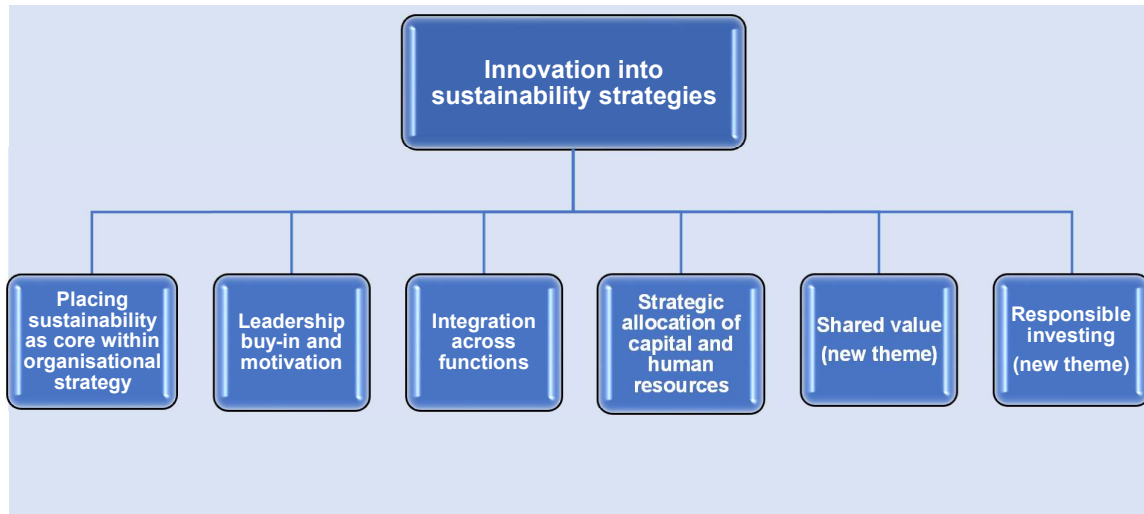 Innovation into
sustainability strategies
Placing
sustainability
as core within
organisational
strategy
Leadership
buy-in and
motivation
Integration
across
functions
Strategic
allocation of
capital and
human
resources
Shared value
(new theme)
Responsible
investing
(new theme)